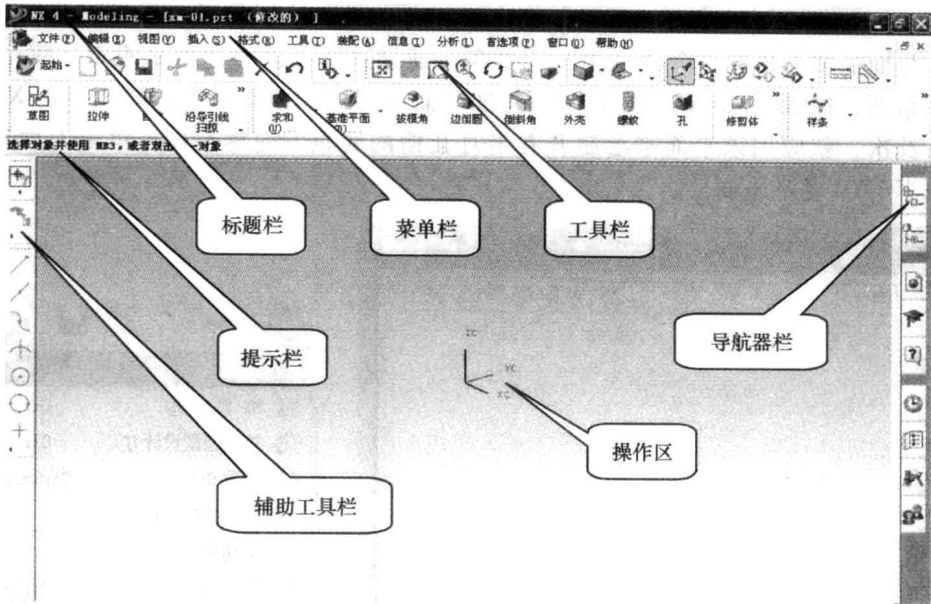 NX 4 - Modeling - [xm-01.prt （修改的） ]
文件(F) 编辑(E) 视图(V) 插入(S) 格式(R) 工具(T) 装配(A) 信息(I) 分析(L) 首选项(P) 窗口(O) 帮助(H)
起始
草图 拉伸 沿导引线扫掠 求和(U) 基准平面 拔模角 边倒圆 倒斜角 外壳 螺纹 孔 修剪体 样条
选择对象并使用 MB3，或者双击 一对象
标题栏 菜单栏 工具栏
提示栏 导航器栏
ZC
YC
XC
操作区
辅助工具栏